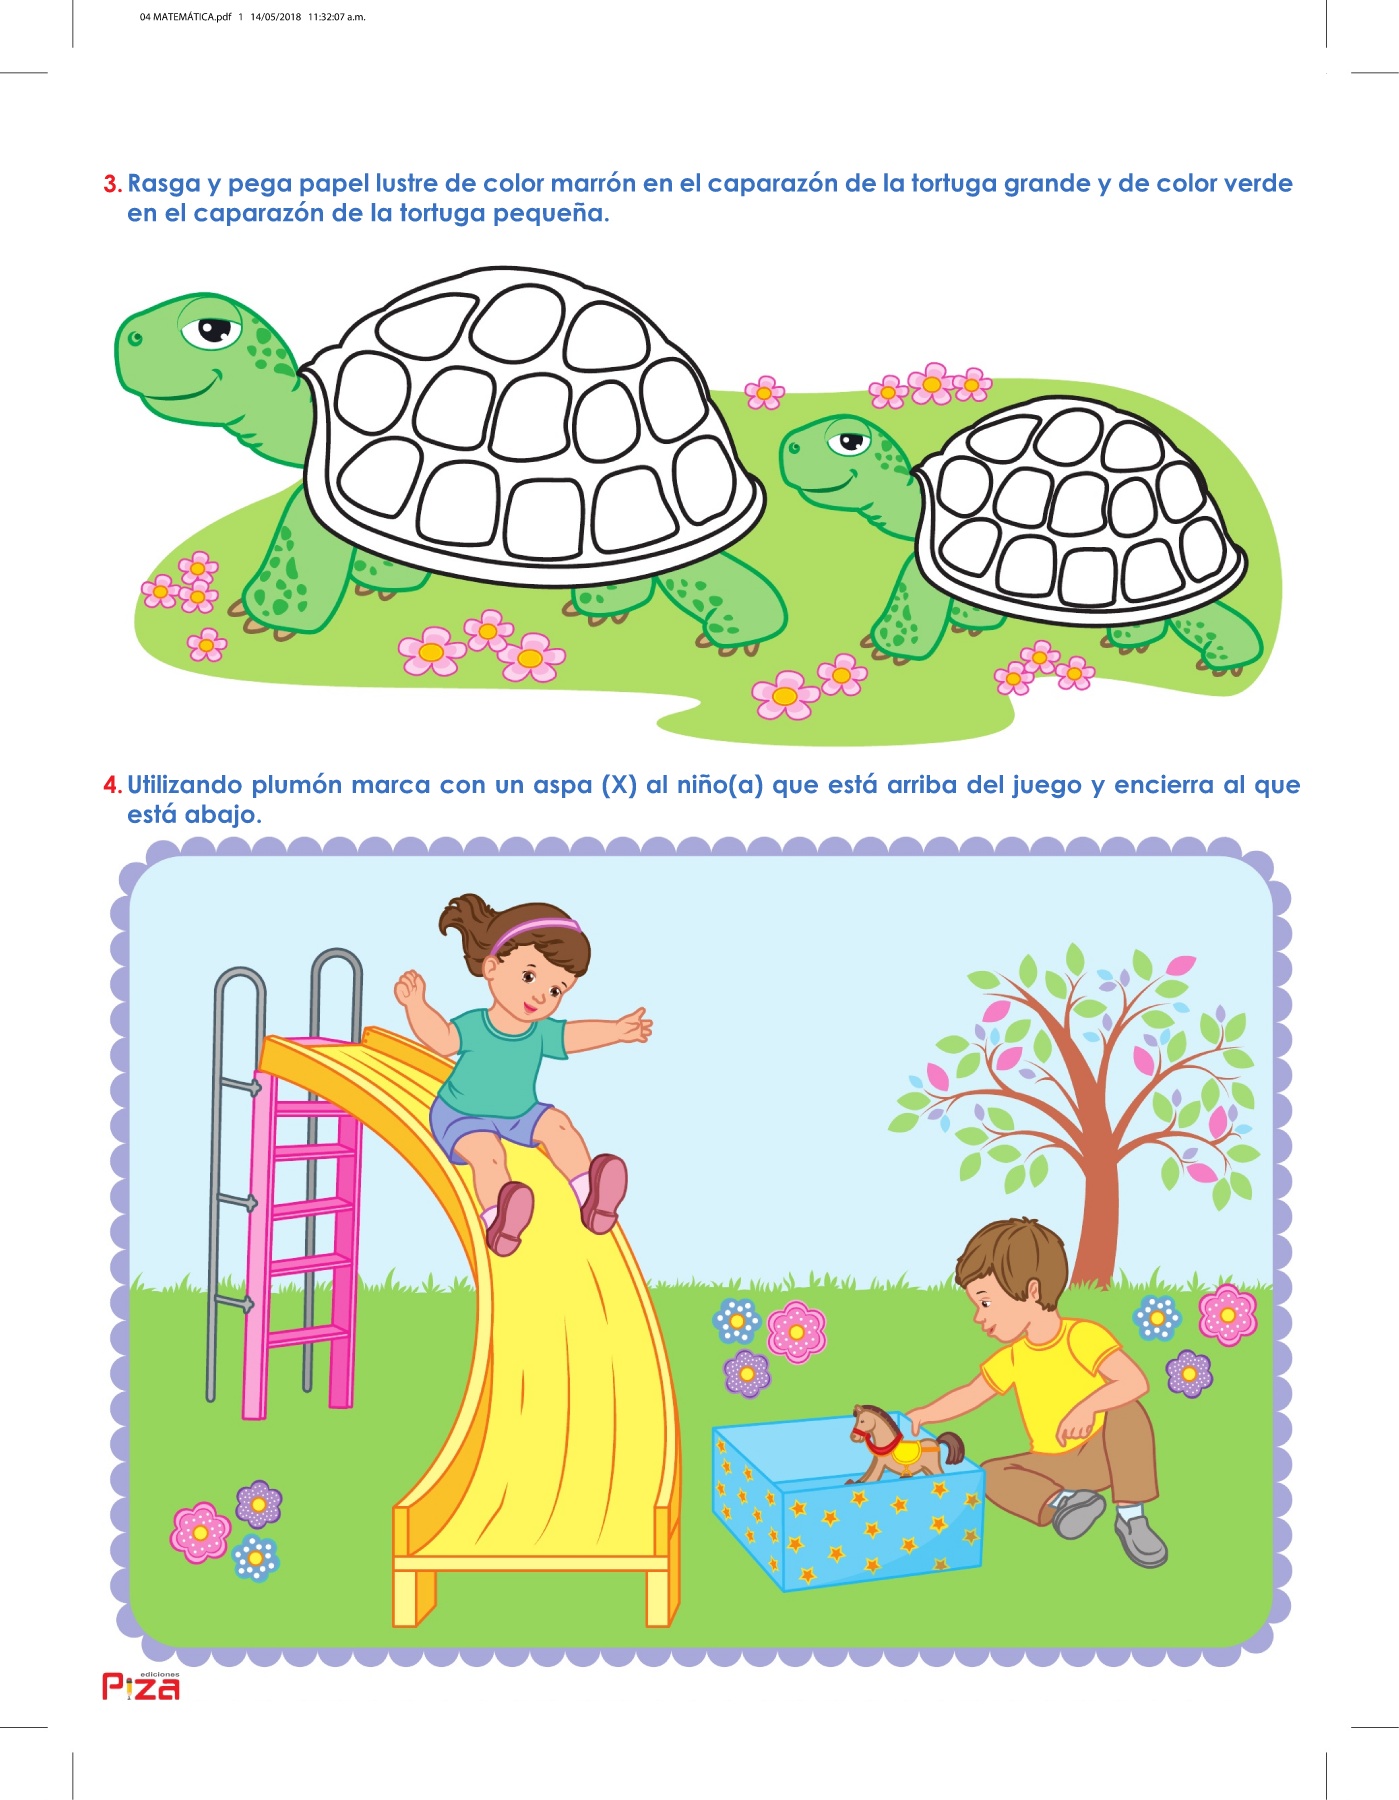 04 MATEMÁTICA.pdf 1 14/05/2018 11:32:07 a.m.
3. Rasga y pega papel lustre de color marrón en el caparazón de la tortuga grande y de color verde
en el caparazón de la tortuga pequeña.
4. Utilizando plumón marca con un aspa (X) al niño(a) que está arriba del juego y encierra al que
está abajo.
ediciones
Piza